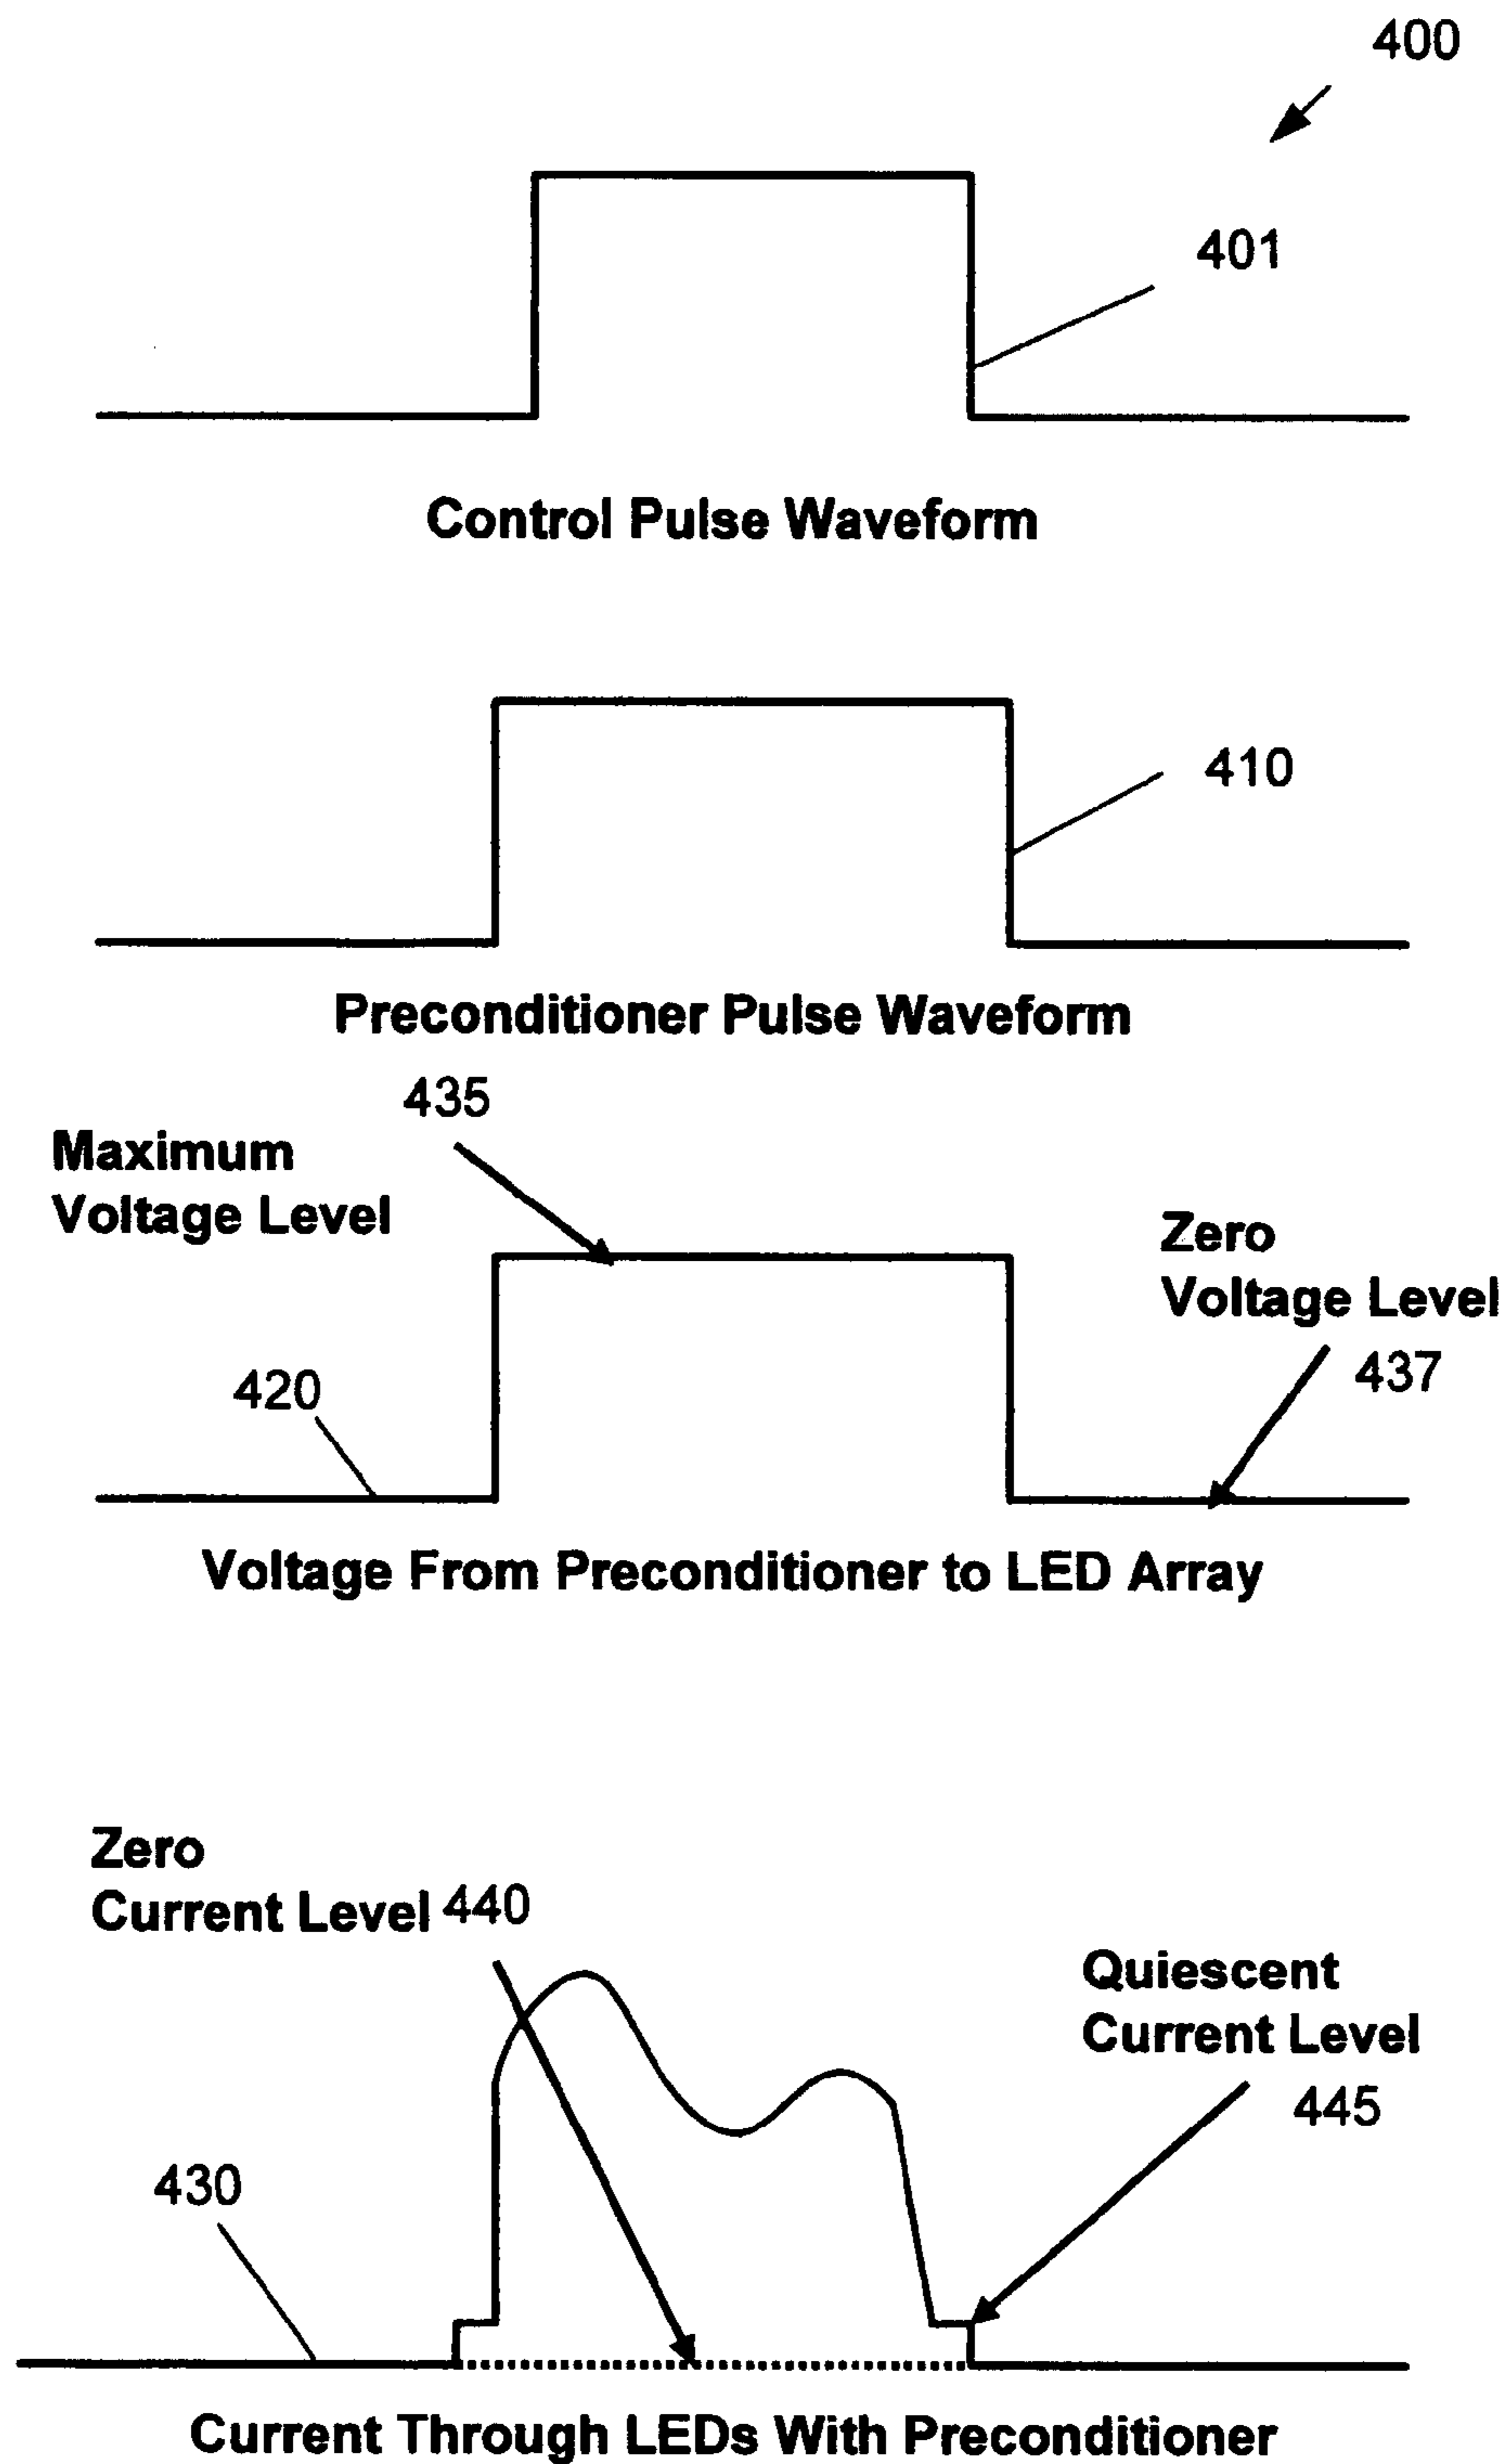 400
401
Control Pulse Waveform
410
Preconditioner Pulse Waveform
435
Maximum
Voltage Level
Zero
Voltage Level
437
420
Voltage From Preconditioner to LED Array
Zero
Current Level 440
Quiescent
Current Level
445
430
Current Through LEDs With Preconditioner